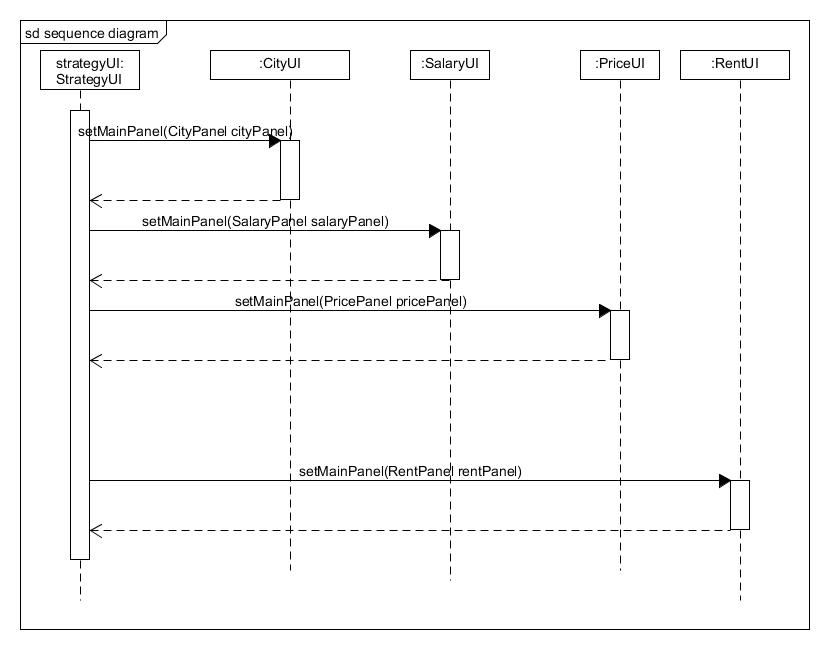 sd sequence diagram
strategyUI:
StrategyUI
:CityUI
:SalaryUI
:PriceUI
:RentUI
setMainPanel(CityPanel cityPanel)
setMainPanel(SalaryPanel salaryPanel)
setMainPanel(PricePanel pricePanel)
setMainPanel(RentPanel rentPanel)